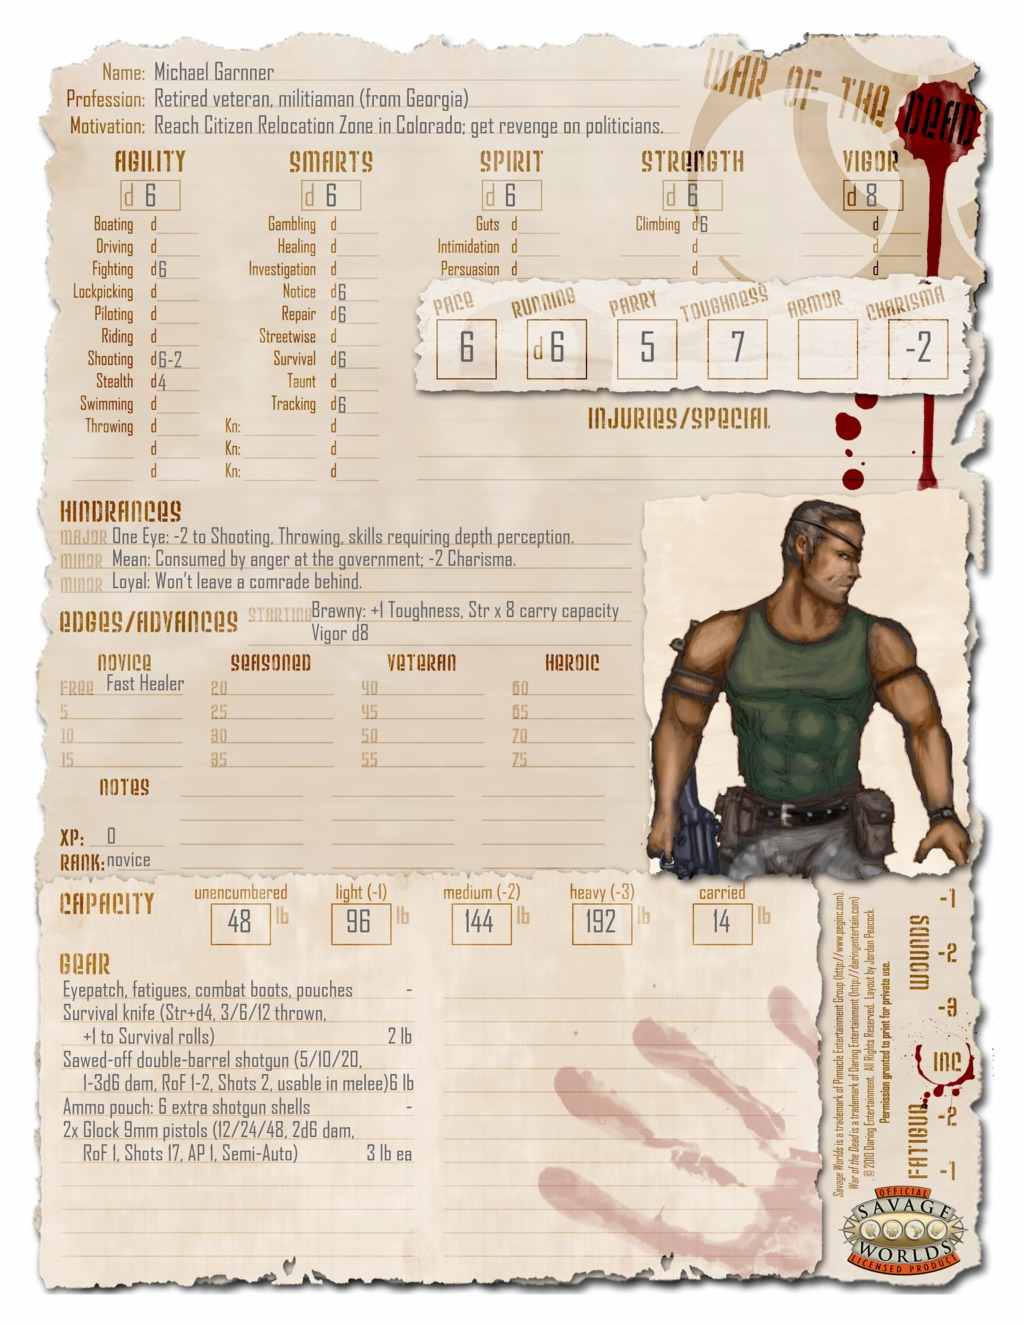 WAR OF THE DEAD
Name: Michael Garnner
Profession: Retired veteran, militiaman (from Georgia)
Motivation: Reach Citizen Relocation Zone in Colorado; get revenge on politicians.
AGILITY SMARTS SPIRIT STRENGTH VIGOR
d 6 d 6 d 6 d 6 d 8
Boating d Gambling d Guts d Climbing d6 d
Driving d Healing d Intimidation d d d
Fighting d6 Investigation d Persuasion d d d
Lockpicking d Notice d6
Piloting d Repair d6
Riding d Streetwise d
Shooting d6-2 Survival d6
Stealth d4 Taunt d
Swimming d Tracking d6
Throwing d Kn: d
d Kn: d
d Kn: d
PACE RUNNING PARRY TOUGHNESS ARMOR CHARISMA
6 d 6 5 7 -2
INJURIES/SPECIAL
HINDRANCES
MAJOR One Eye: -2 to Shooting, Throwing, skills requiring depth perception.
MINOR Mean: Consumed by anger at the government; -2 Charisma.
MINOR Loyal: Won't leave a comrade behind.
EDGES/ADVANCES STARTING Brawny: +1 Toughness, Str x 8 carry capacity
Vigor d8
NOVICE SEASONED VETERAN HEROIC
FREE Fast Healer 20 40 60
5 25 45 65
10 30 50 70
15 35 55 75
NOTES
XP: 0
RANK: novice
CAPACITY unencumbered light (-1) medium (-2) heavy (-3) carried
48 lb 96 lb 144 lb 192 lb 14 lb
GEAR
Eyepatch, fatigues, combat boots, pouches -
Survival knife (Str+d4, 3/6/12 thrown,
+1 to Survival rolls) 2 lb
Sawed-off double-barrel shotgun (5/10/20,
1-3d6 dam, RoF 1-2, Shots 2, usable in melee)6 lb
Ammo pouch: 6 extra shotgun shells -
2x Glock 9mm pistols (12/24/48, 2d6 dam,
RoF 1, Shots 17, AP 1, Semi-Auto) 3 lb ea
Savage Worlds is a trademark of Pinnacle Entertainment Group (http://www.peginc.com).
War of the Dead is a trademark of Daring Entertainment (http://daringentertain.com)
© 2010 Daring Entertainment. All Rights Reserved. Layout by Jordan Peacock.
Permission granted to print for private use.
WOUNDS
-1
-2
-3
INC
FATIGUE
-2
-1
OFFICIAL
SAVAGE
WORLDS
LICENSED PRODUCT